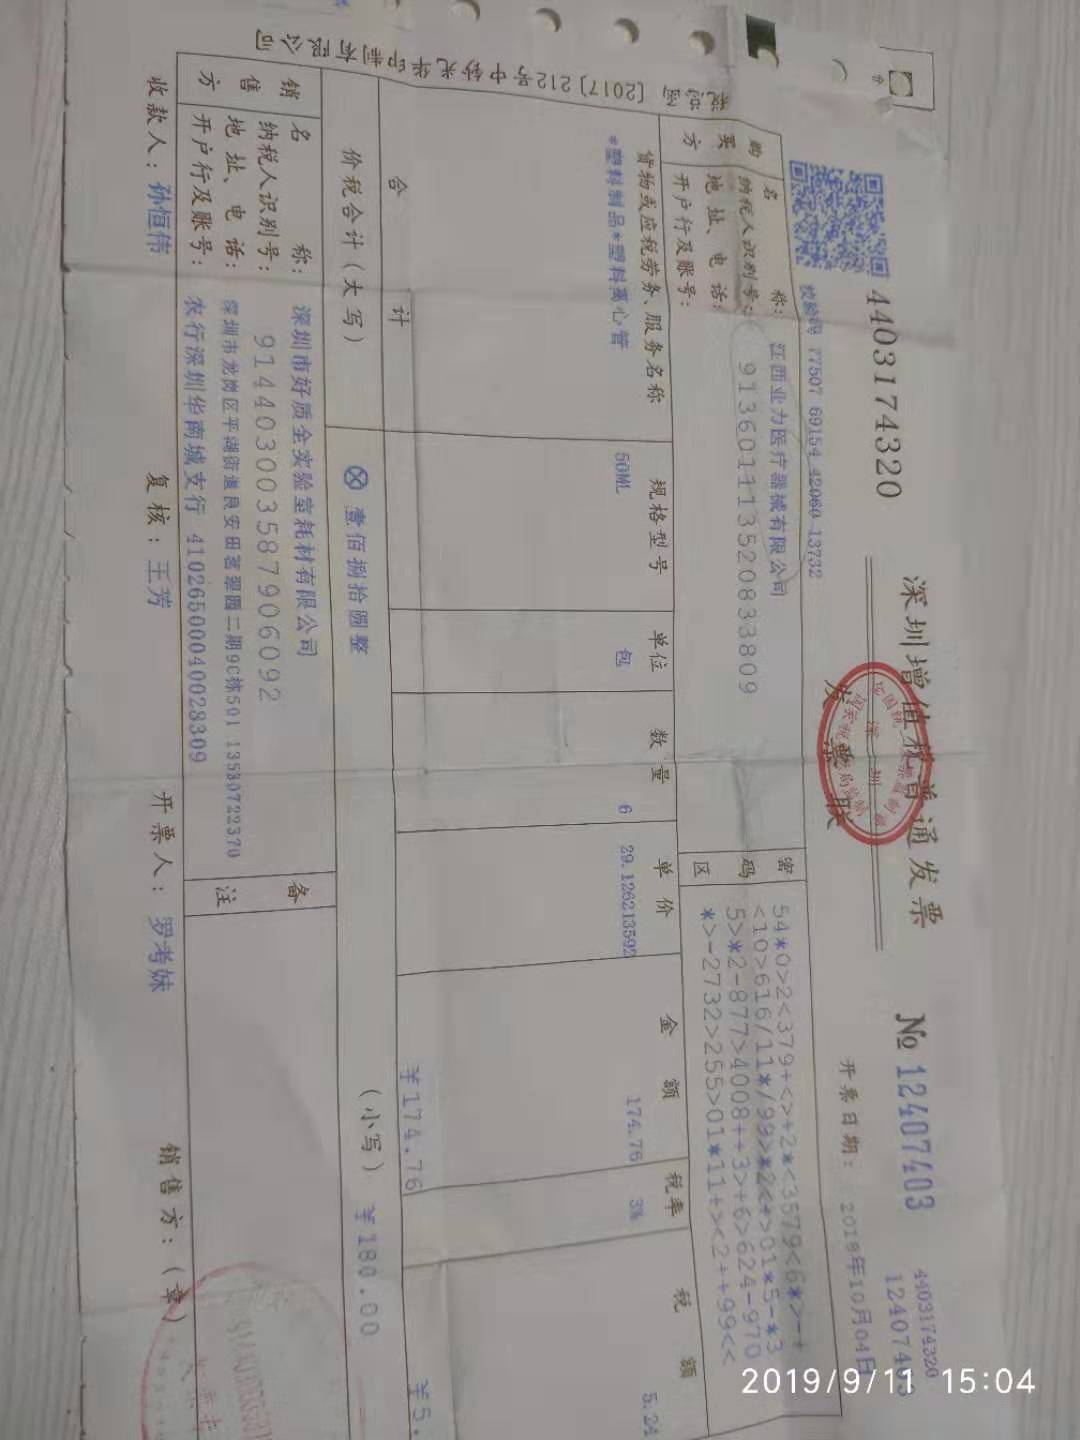 4403174320
深圳增值税普通发票
发票联
№ 12407403
4403174320
开票日期: 2018年10月04日
校验码 77507 69154 42060 13732
购买方
名称: 江西业力医疗器械有限公司
纳税人识别号: 913601113520833809
地址、电话:
开户行及账号:
密码区
54*0>2<379+<>+2*<3579<6*>-+
<10>616/11*/99>*2<+>01*5-*3
5>*2-877>4008++3>+6>624-970
*>-2732>255>01*11+><2++99<<
货物或应税劳务、服务名称 规格型号 单位 数量 单价 金额 税率 税额
*塑料制品*塑料离心管 50ML 包 6 29.126213592 174.76 3% 5.24
合计 ¥174.76 ¥5.
价税合计(大写) ⊗壹佰捌拾圆整 (小写) ¥180.00
销售方
名称: 深圳市好质全实验室耗材有限公司
纳税人识别号: 914403003587906092
地址、电话: 深圳市龙岗区平湖街道良安田茗翠园二期9C栋501 13530722370
开户行及账号: 农行深圳华南城支行 41026500040028309
备注
收款人: 孙恒伟 复核: 王芳 开票人: 罗考妹 销售方:(章)
[2017] 212号中钞光华印制有限公司
2019/9/11 15:04